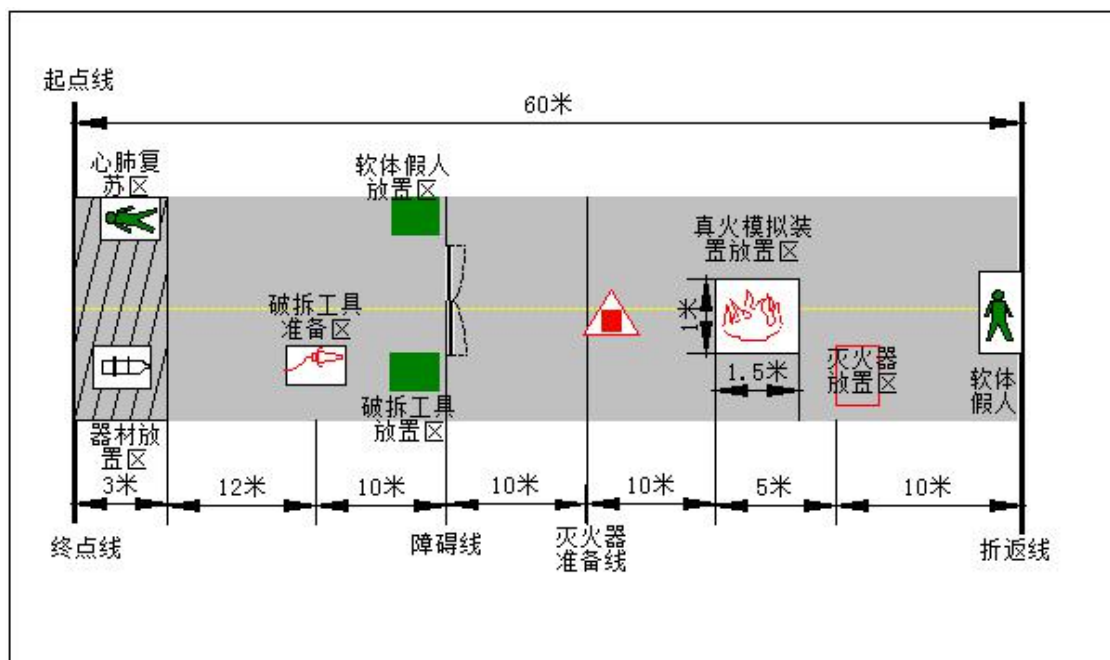 起点线
60米
心肺复
苏区
软体假人
放置区
真火模拟装
置放置区
破拆工具
准备区
1米
1.5米
灭火器
放置区
软体
假人
破拆工具
放置区
器材放
置区
3米
12米
10米
10米
10米
5米
10米
终点线
障碍线
灭火器
准备线
折返线